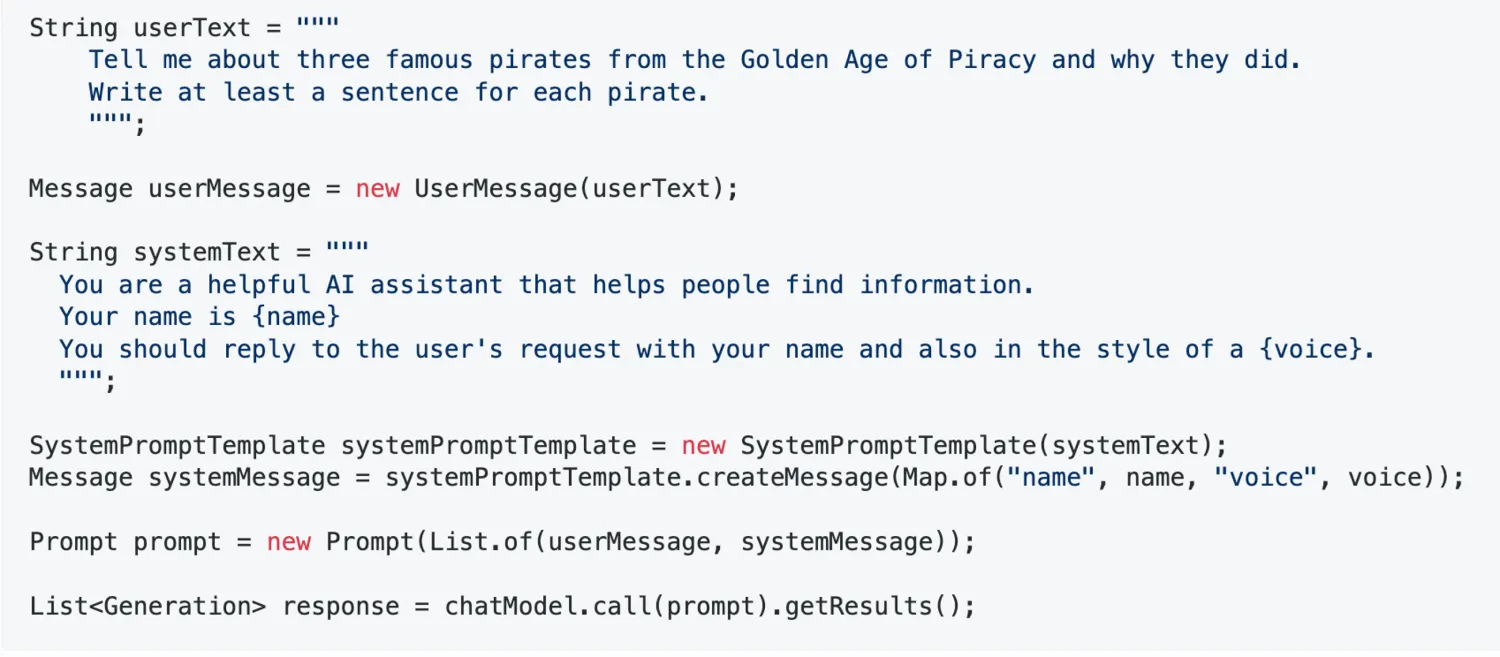 String userText = """
Tell me about three famous pirates from the Golden Age of Piracy and why they did.
Write at least a sentence for each pirate.
""";
Message userMessage = new UserMessage(userText);
String systemText = """
You are a helpful AI assistant that helps people find information.
Your name is {name}
You should reply to the user's request with your name and also in the style of a {voice}.
""";
SystemPromptTemplate systemPromptTemplate = new SystemPromptTemplate(systemText);
Message systemMessage = systemPromptTemplate.createMessage(Map.of("name", name, "voice", voice));
Prompt prompt = new Prompt(List.of(userMessage, systemMessage));
List<Generation> response = chatModel.call(prompt).getResults();